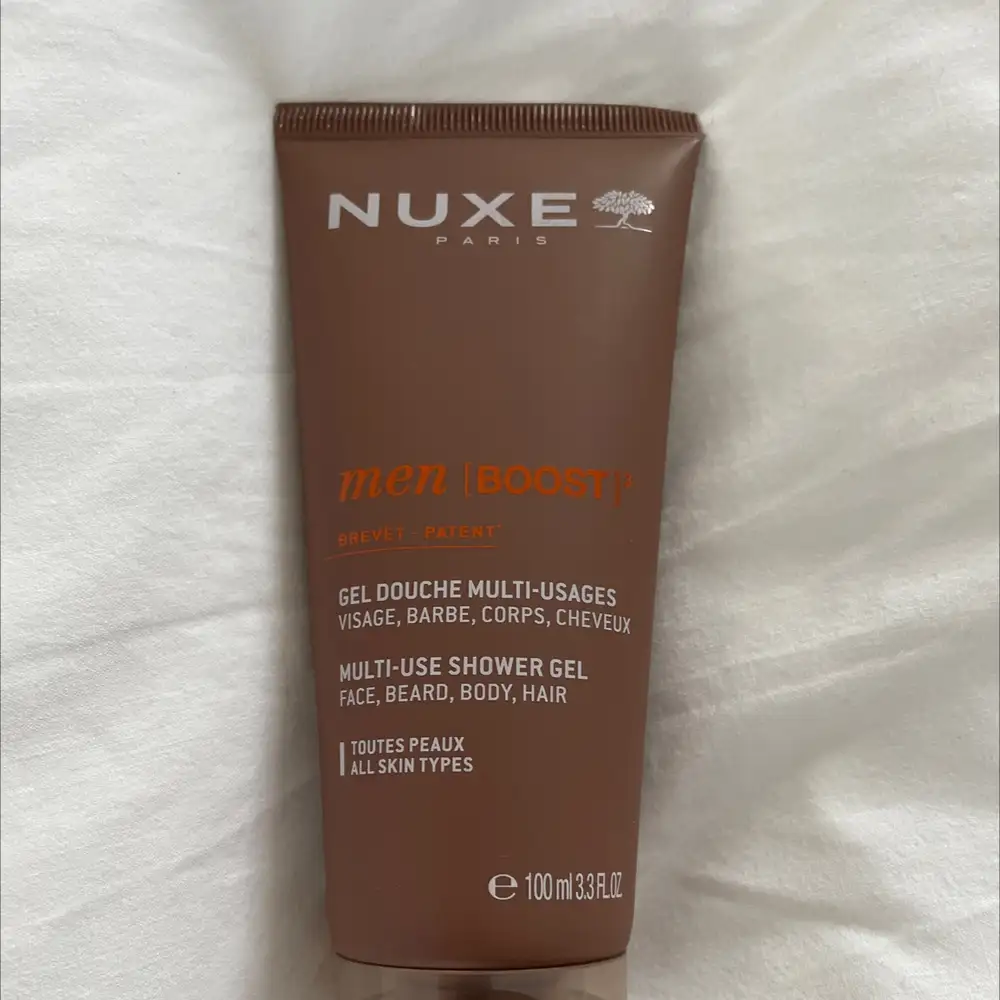 NUXE
PARIS
men [BOOST]³
BREVET - PATENT*
GEL DOUCHE MULTI-USAGES
VISAGE, BARBE, CORPS, CHEVEUX
MULTI-USE SHOWER GEL
FACE, BEARD, BODY, HAIR
TOUTES PEAUX
ALL SKIN TYPES
℮ 100 ml 3.3 FL.OZ